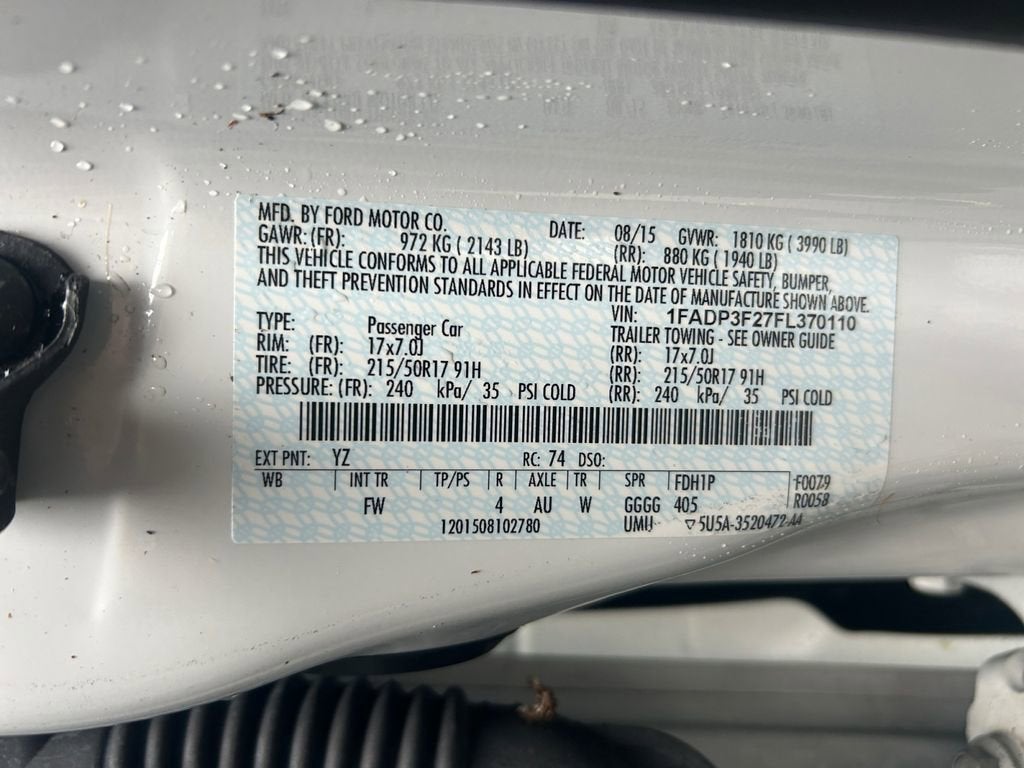 MFD. BY FORD MOTOR CO. DATE: 08/15 GVWR: 1810 KG ( 3990 LB)
GAWR: (FR): 972 KG ( 2143 LB) (RR): 880 KG ( 1940 LB)
THIS VEHICLE CONFORMS TO ALL APPLICABLE FEDERAL MOTOR VEHICLE SAFETY, BUMPER,
AND THEFT PREVENTION STANDARDS IN EFFECT ON THE DATE OF MANUFACTURE SHOWN ABOVE.
VIN: 1FADP3F27FL370110
TYPE: Passenger Car TRAILER TOWING - SEE OWNER GUIDE
RIM: (FR): 17x7.0J (RR): 17x7.0J
TIRE: (FR): 215/50R17 91H (RR): 215/50R17 91H
PRESSURE: (FR): 240 kPa/ 35 PSI COLD (RR): 240 kPa/ 35 PSI COLD
EXT PNT: YZ RC: 74 DSO:
WB INT TR TP/PS R AXLE TR SPR FDH1P F0079
FW 4 AU W GGGG 405 R0058
1201508102780 UMIJ ▽5U5A-3520472-AA